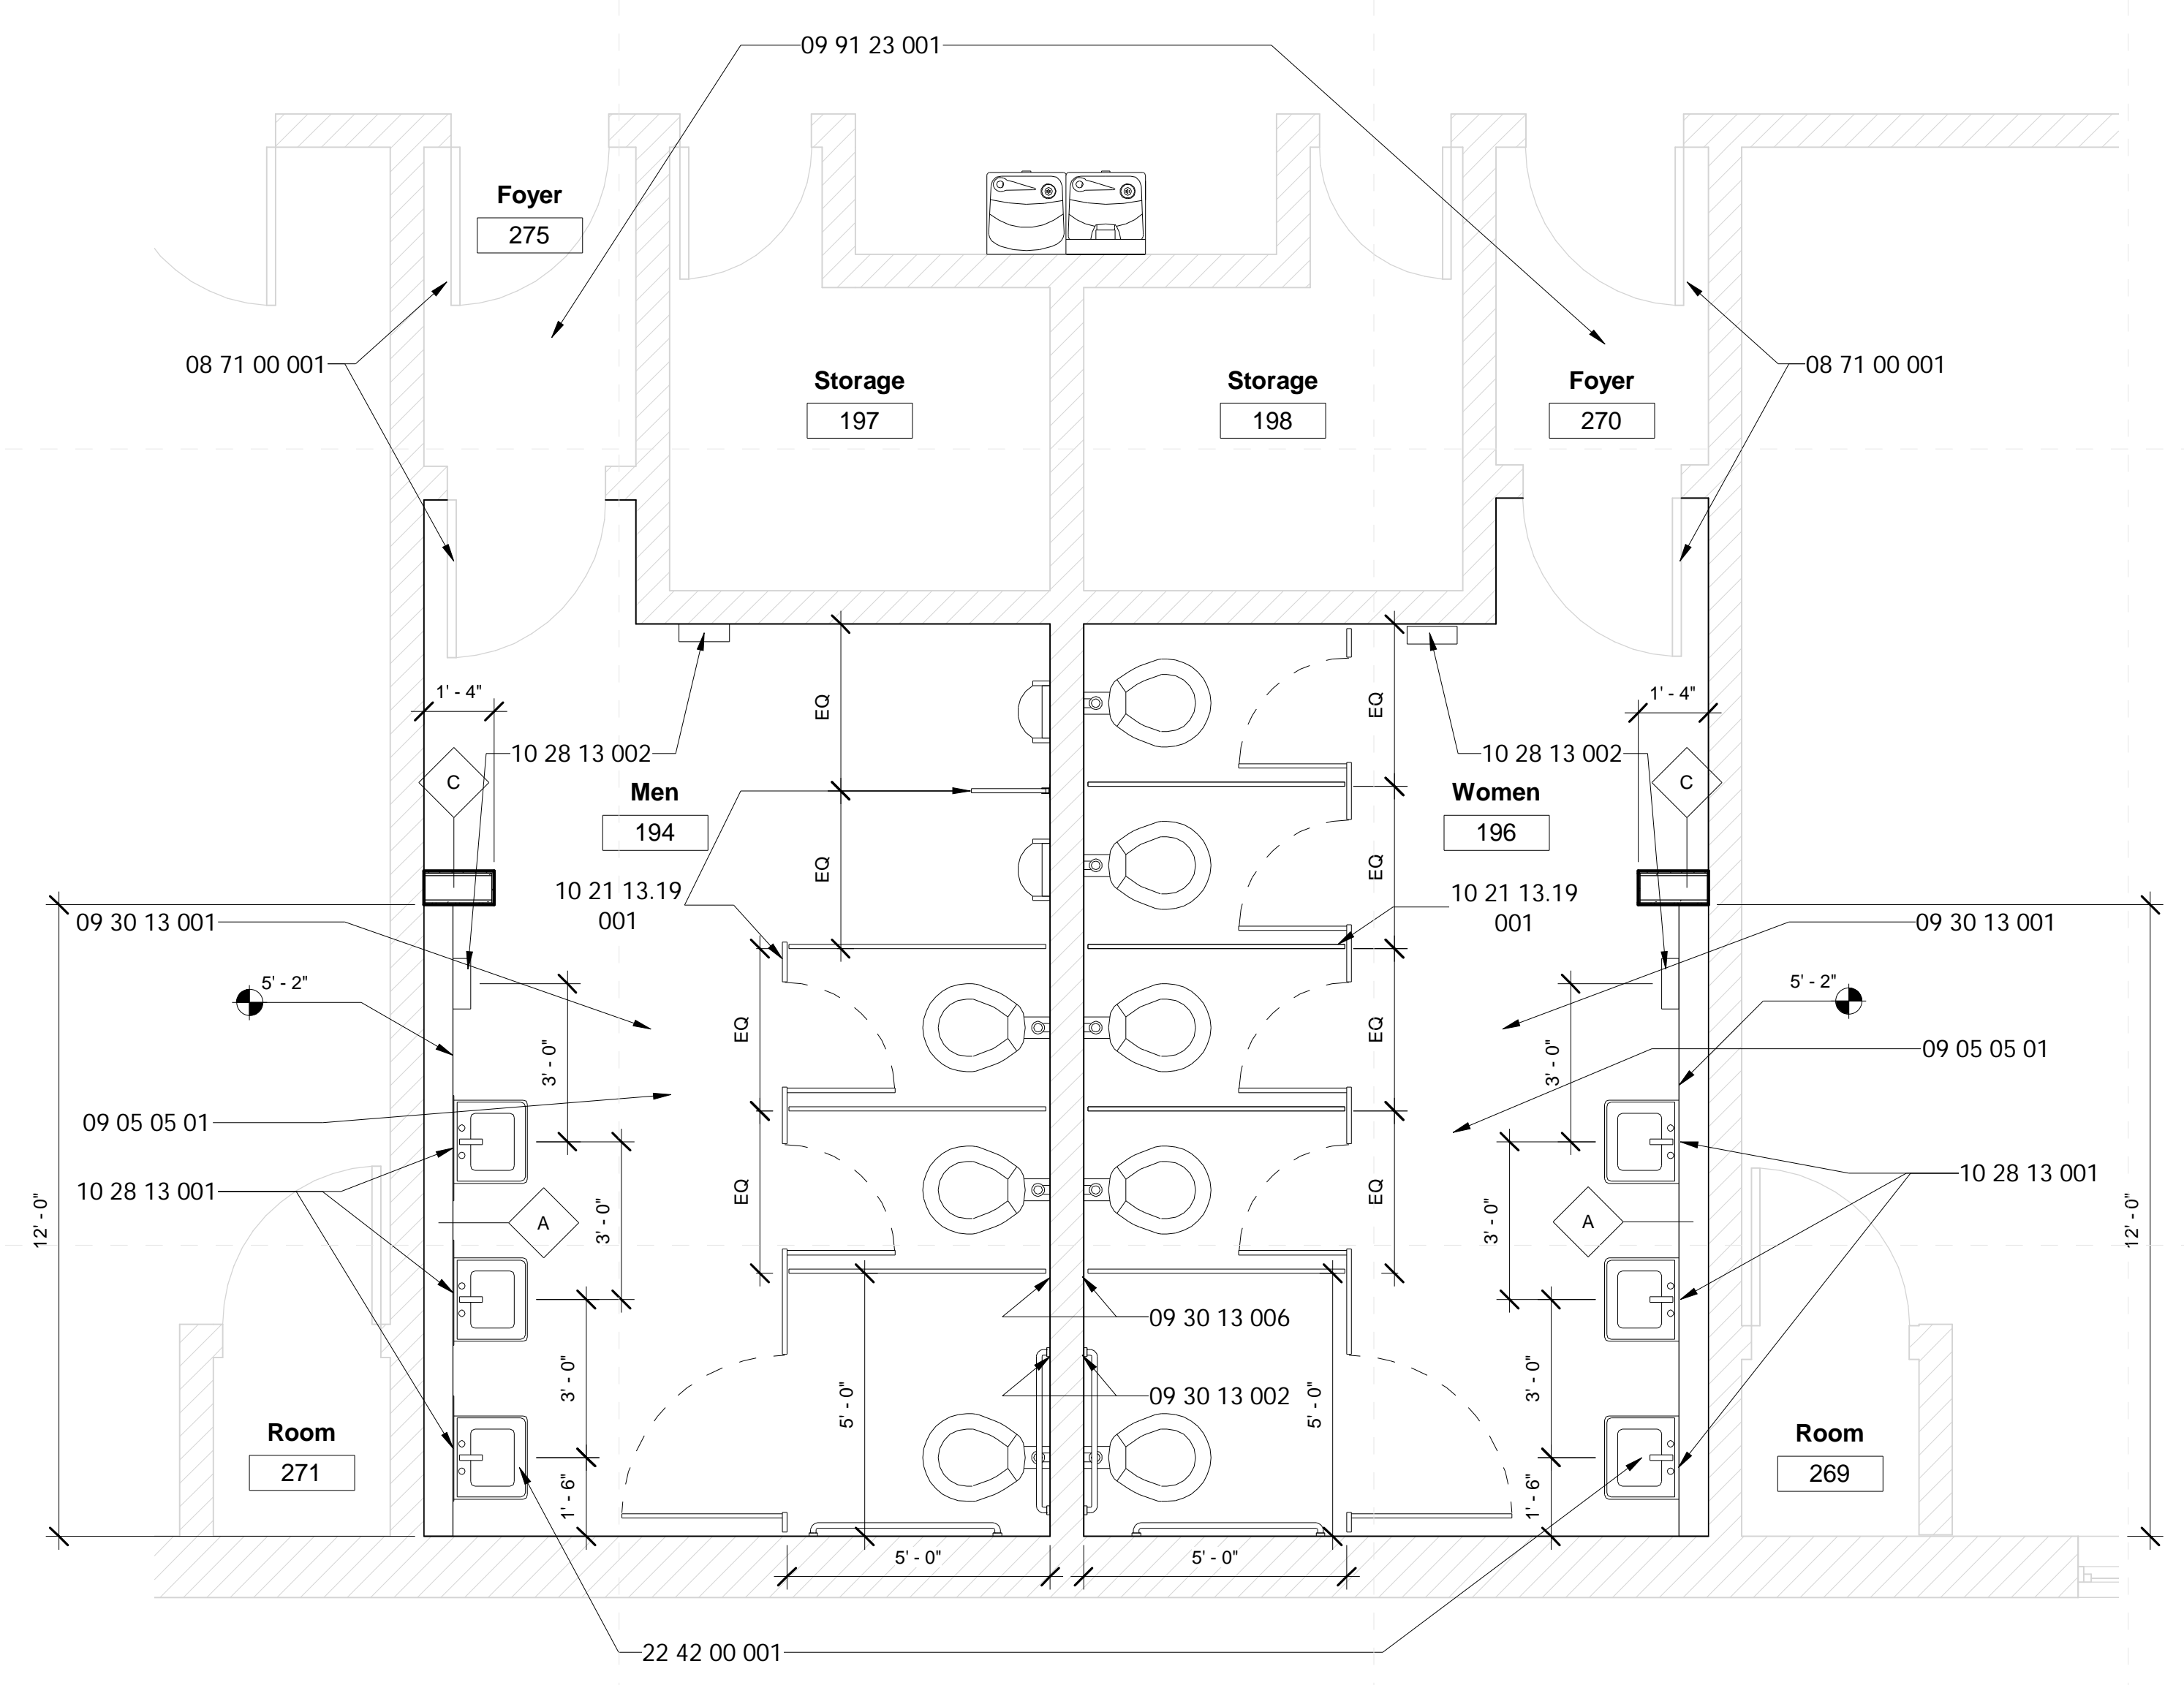 09 91 23 001
Foyer
275
08 71 00 001
Storage
197
Storage
198
Foyer
270
08 71 00 001
1' - 4"
1' - 4"
EQ
EQ
10 28 13 002
10 28 13 002
C
C
Men
194
Women
196
EQ
EQ
10 21 13.19
001
10 21 13.19
001
09 30 13 001
09 30 13 001
5' - 2"
5' - 2"
3' - 0"
EQ
EQ
3' - 0"
09 05 05 01
09 05 05 01
10 28 13 001
10 28 13 001
12' - 0"
A
3' - 0"
EQ
EQ
3' - 0"
A
12' - 0"
09 30 13 006
3' - 0"
5' - 0"
09 30 13 002
5' - 0"
3' - 0"
Room
271
Room
269
1' - 6"
1' - 6"
5' - 0"
5' - 0"
22 42 00 001